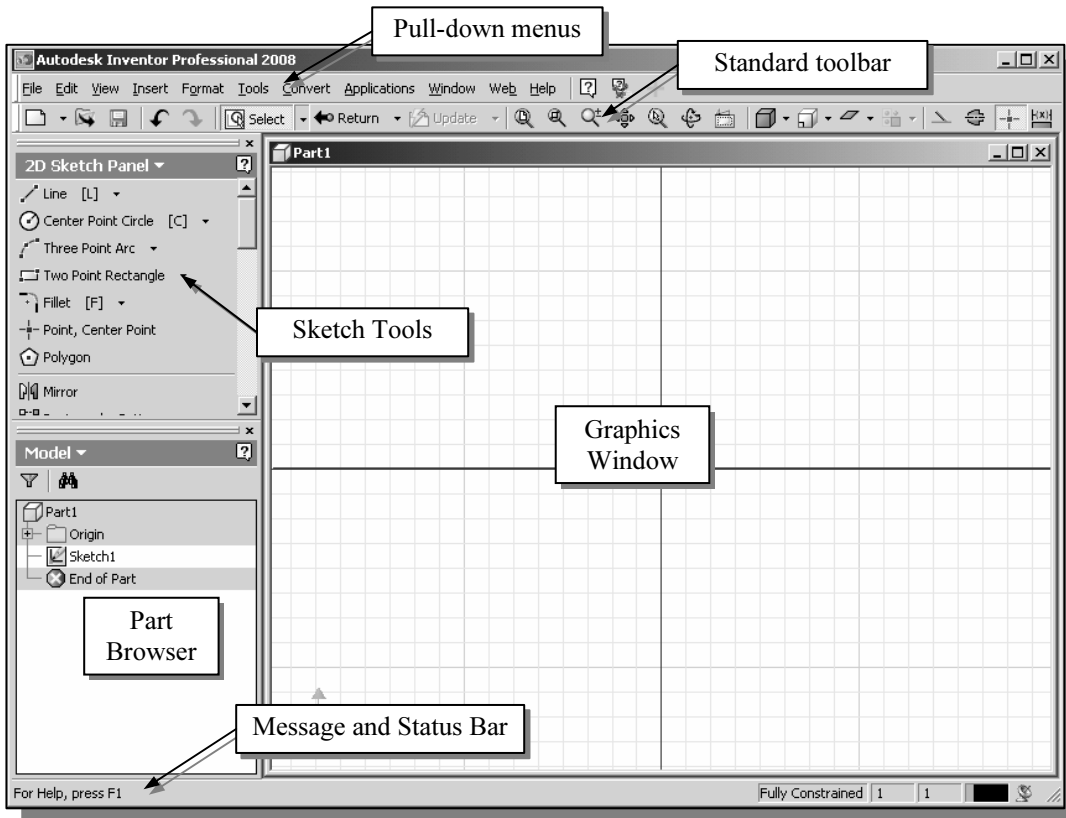 Pull-down menus
Autodesk Inventor Professional 2008
Standard toolbar
File Edit View Insert Format Tools Convert Applications Window Web Help
Select Return Update
2D Sketch Panel
Part1
Line [L]
Center Point Circle [C]
Three Point Arc
Two Point Rectangle
Fillet [F]
Sketch Tools
Point, Center Point
Polygon
Mirror
Graphics
Window
Model
Part1
Origin
Sketch1
End of Part
Part
Browser
Message and Status Bar
For Help, press F1
Fully Constrained 1 1